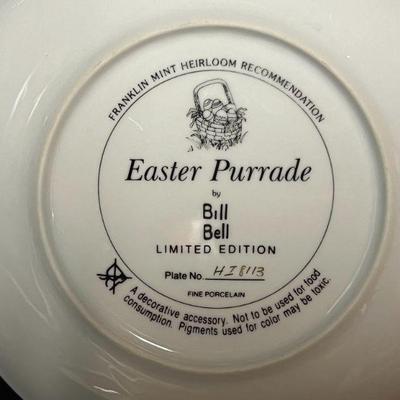 FRANKLIN MINT HEIRLOOM RECOMMENDATION
Easter Purrade
by
Bill
Bell
LIMITED EDITION
Plate No. HI8113
FINE PORCELAIN
A decorative accessory. Not to be used for food
consumption. Pigments used for color may be toxic.